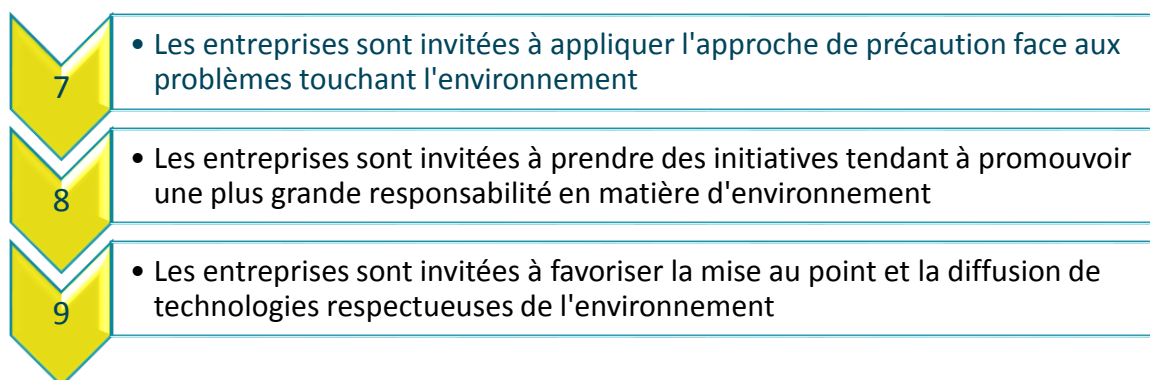 7
• Les entreprises sont invitées à appliquer l'approche de précaution face aux
problèmes touchant l'environnement
8
• Les entreprises sont invitées à prendre des initiatives tendant à promouvoir
une plus grande responsabilité en matière d'environnement
9
• Les entreprises sont invitées à favoriser la mise au point et la diffusion de
technologies respectueuses de l'environnement